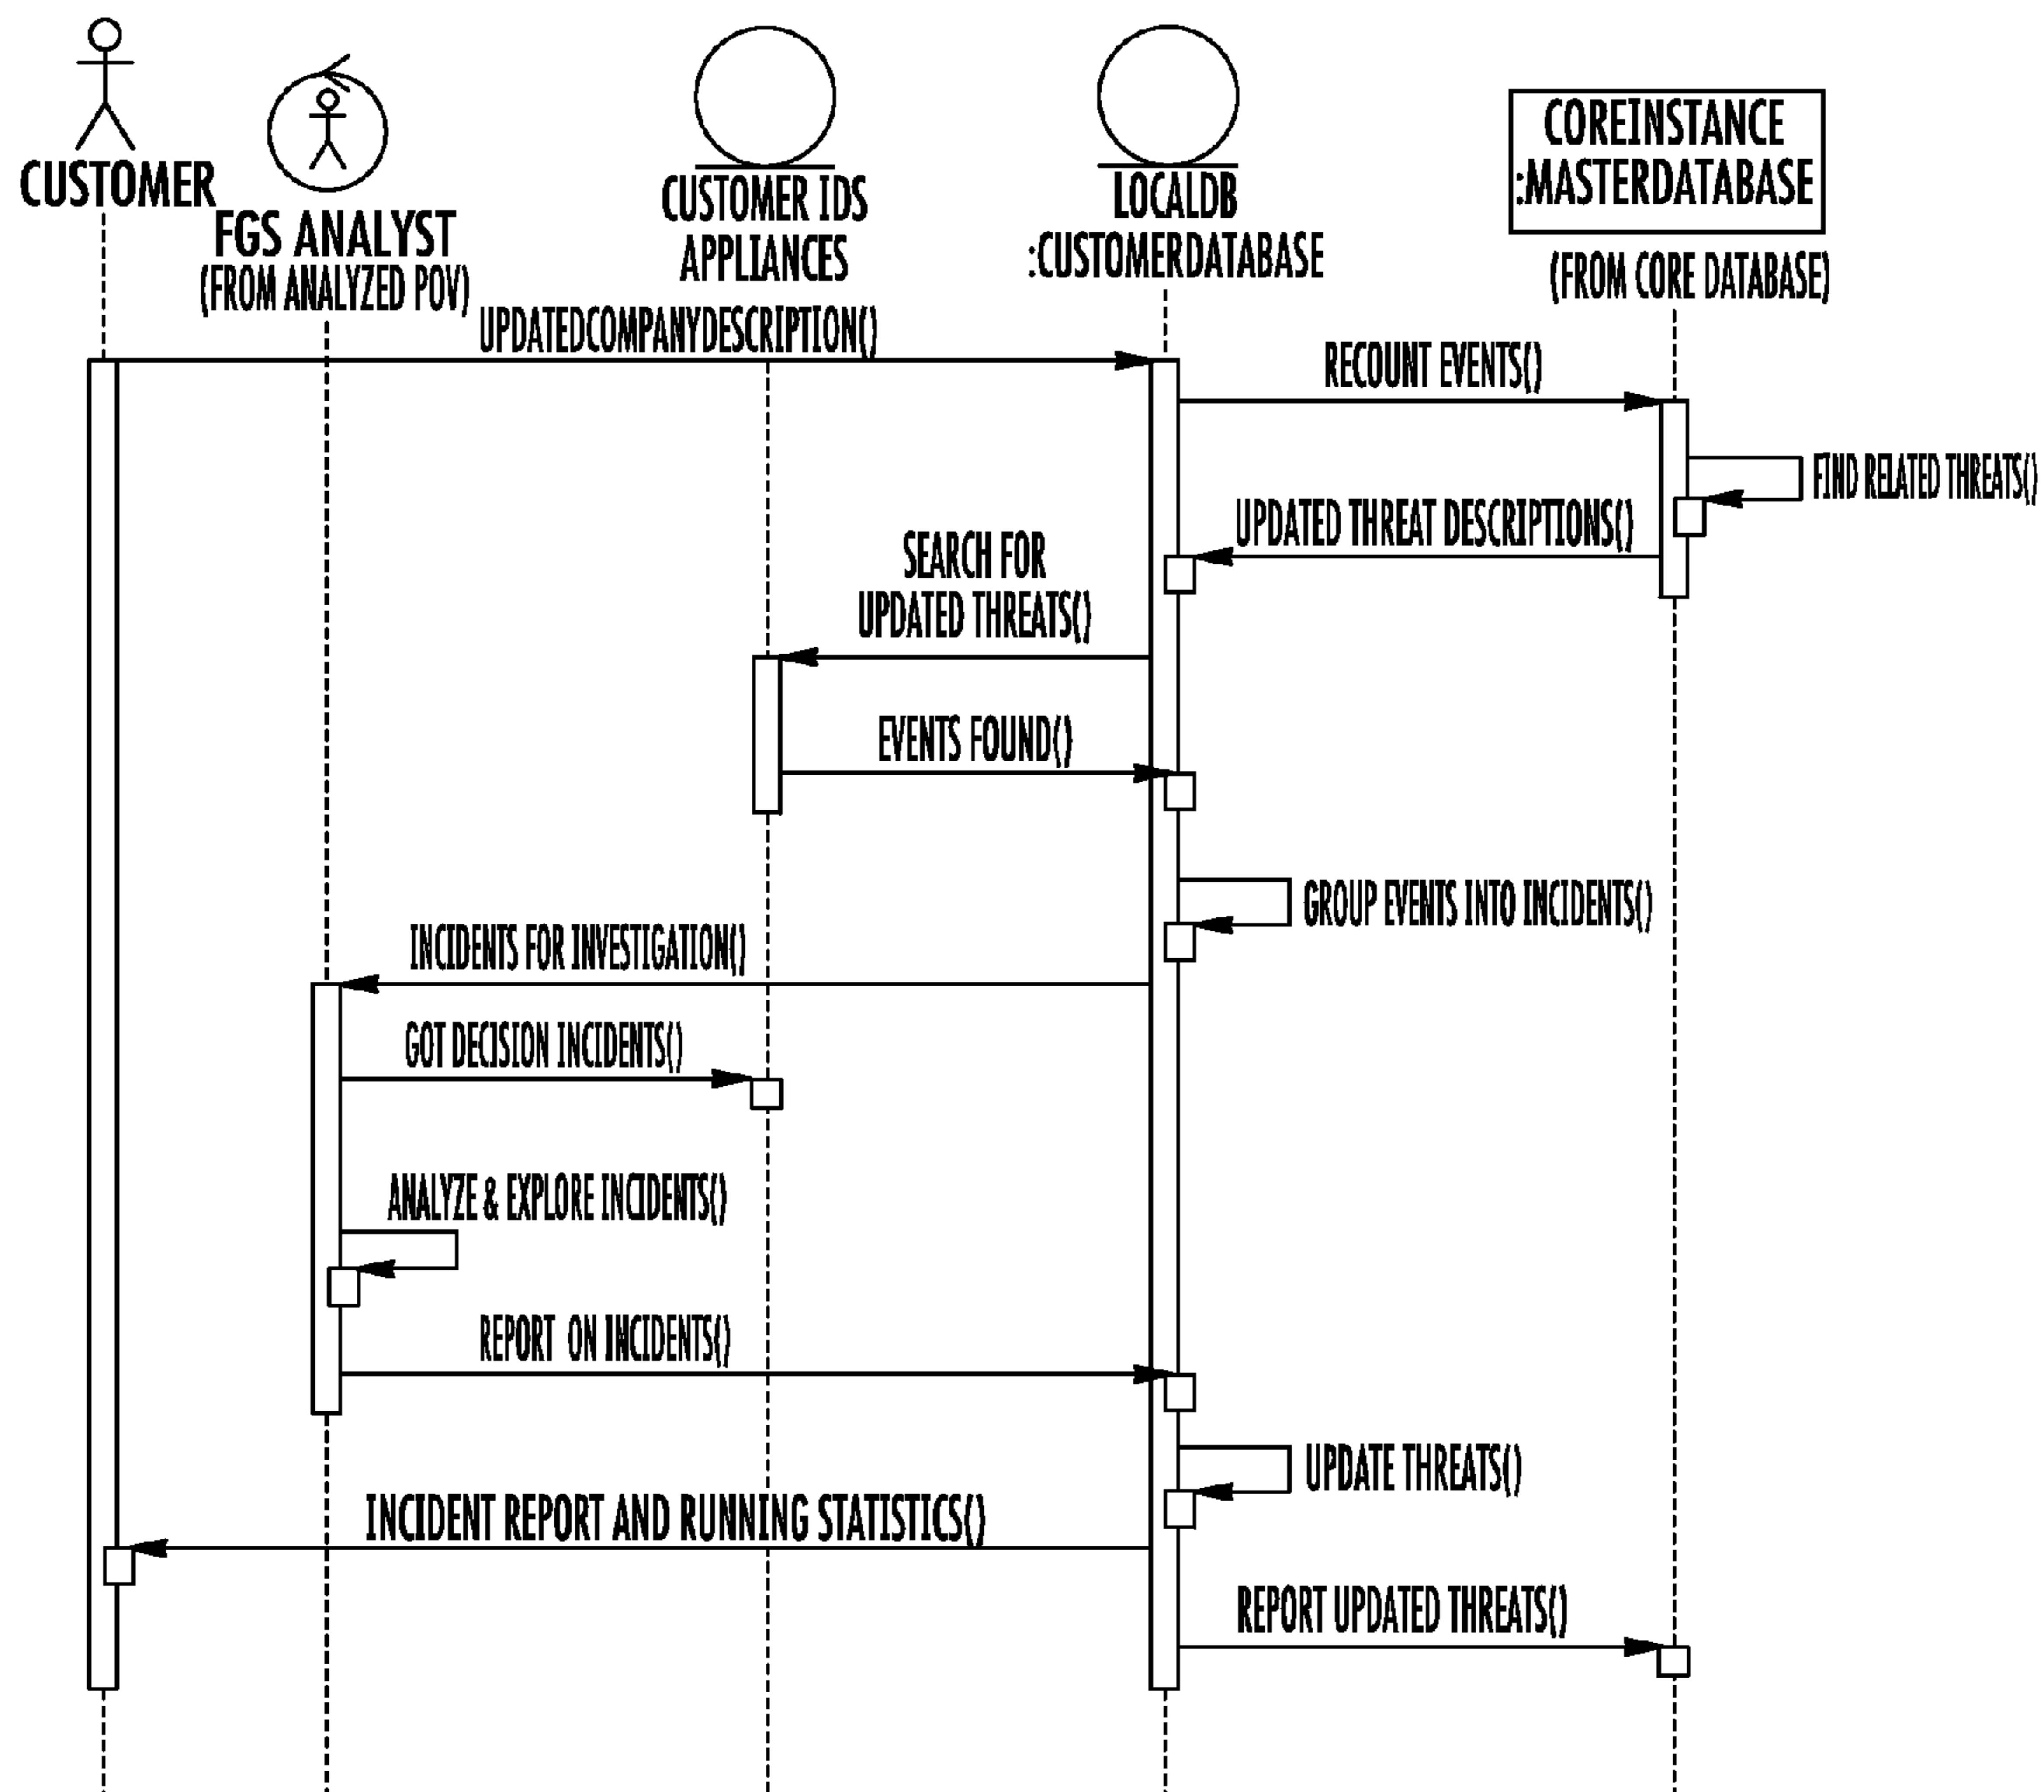 CUSTOMER
FGS ANALYST
(FROM ANALYZED POV)
CUSTOMER IDS
APPLIANCES
LOCALDB
:CUSTOMERDATABASE
COREINSTANCE
:MASTERDATABASE
(FROM CORE DATABASE)
UPDATEDCOMPANYDESCRIPTION()
RECOUNT EVENTS()
FIND RELATED THREATS()
UPDATED THREAT DESCRIPTIONS()
SEARCH FOR
UPDATED THREATS()
EVENTS FOUND()
GROUP EVENTS INTO INCIDENTS()
INCIDENTS FOR INVESTIGATION()
GOT DECISION INCIDENTS()
ANALYZE & EXPLORE INCIDENTS()
REPORT ON INCIDENTS()
UPDATE THREATS()
INCIDENT REPORT AND RUNNING STATISTICS()
REPORT UPDATED THREATS()